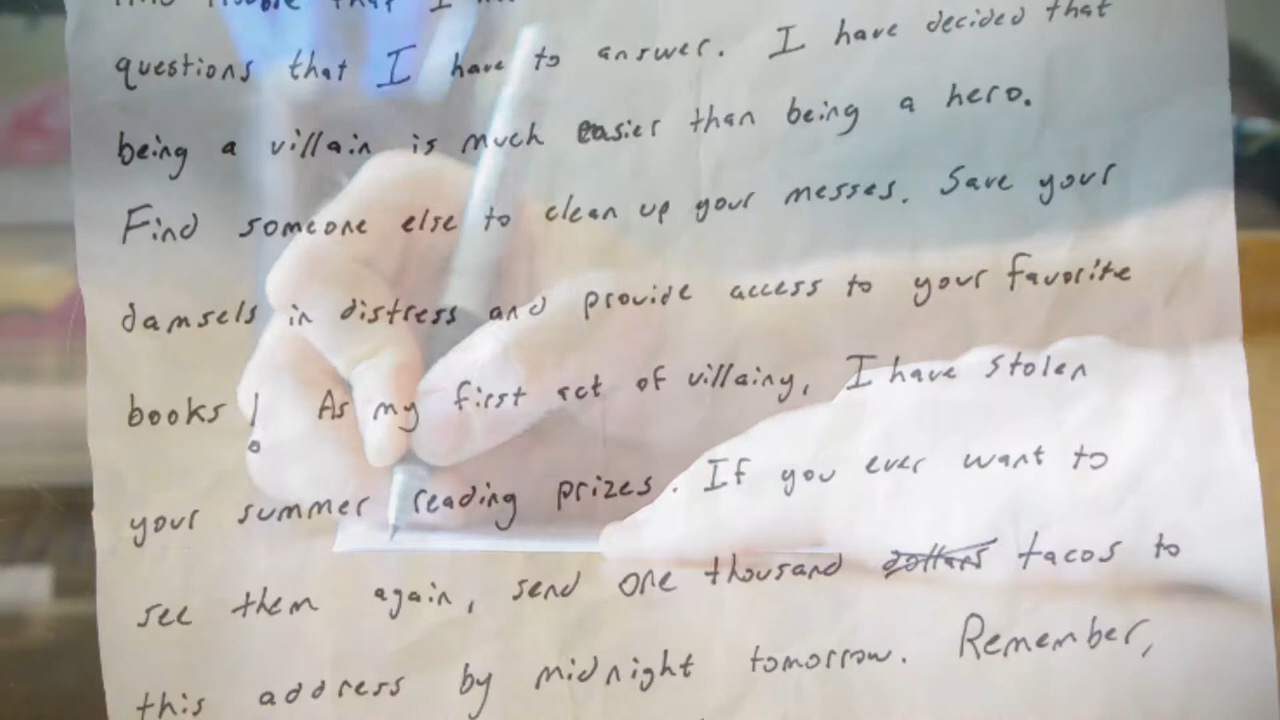 that I
questions that I have to answer. I have decided that
being a villain is much easier than being a hero.
Find someone else to clean up your messes. Save your
damsels in distress and provide access to your favorite
books! As my first act of villainy, I have stolen
your summer reading prizes. If you ever want to
see them again, send one thousand dollars tacos to
this address by midnight tomorrow. Remember,